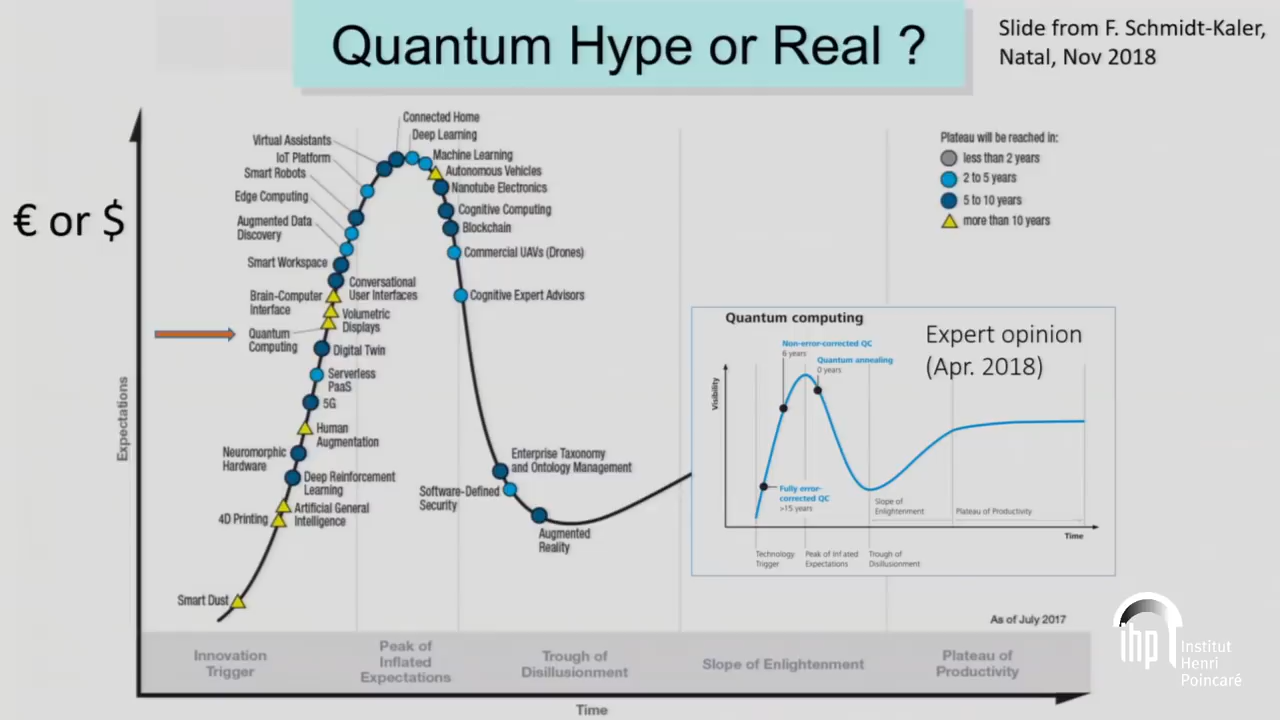 Quantum Hype or Real ?
Slide from F. Schmidt-Kaler,
Natal, Nov 2018
€ or $
Expectations
Connected Home
Deep Learning
Virtual Assistants
Machine Learning
IoT Platform
Autonomous Vehicles
Smart Robots
Nanotube Electronics
Edge Computing
Cognitive Computing
Augmented Data
Discovery
Blockchain
Commercial UAVs (Drones)
Smart Workspace
Conversational
User Interfaces
Cognitive Expert Advisors
Brain-Computer
Interface
Volumetric
Displays
Quantum
Computing
Digital Twin
Serverless
PaaS
5G
Human
Augmentation
Neuromorphic
Hardware
Deep Reinforcement
Learning
Artificial General
Intelligence
4D Printing
Smart Dust
Enterprise Taxonomy
and Ontology Management
Software-Defined
Security
Augmented
Reality
Plateau will be reached in:
less than 2 years
2 to 5 years
5 to 10 years
more than 10 years
Quantum computing
Expert opinion
(Apr. 2018)
Non-error-corrected QC
6 years
Quantum annealing
0 years
Visibility
Fully error-
corrected QC
>15 years
Slope of
Enlightenment
Plateau of Productivity
Time
Technology
Trigger
Peak of Inflated
Expectations
Trough of
Disillusionment
As of July 2017
Innovation
Trigger
Peak of
Inflated
Expectations
Trough of
Disillusionment
Slope of Enlightenment
Plateau of
Productivity
Time
ihp
Institut
Henri
Poincaré